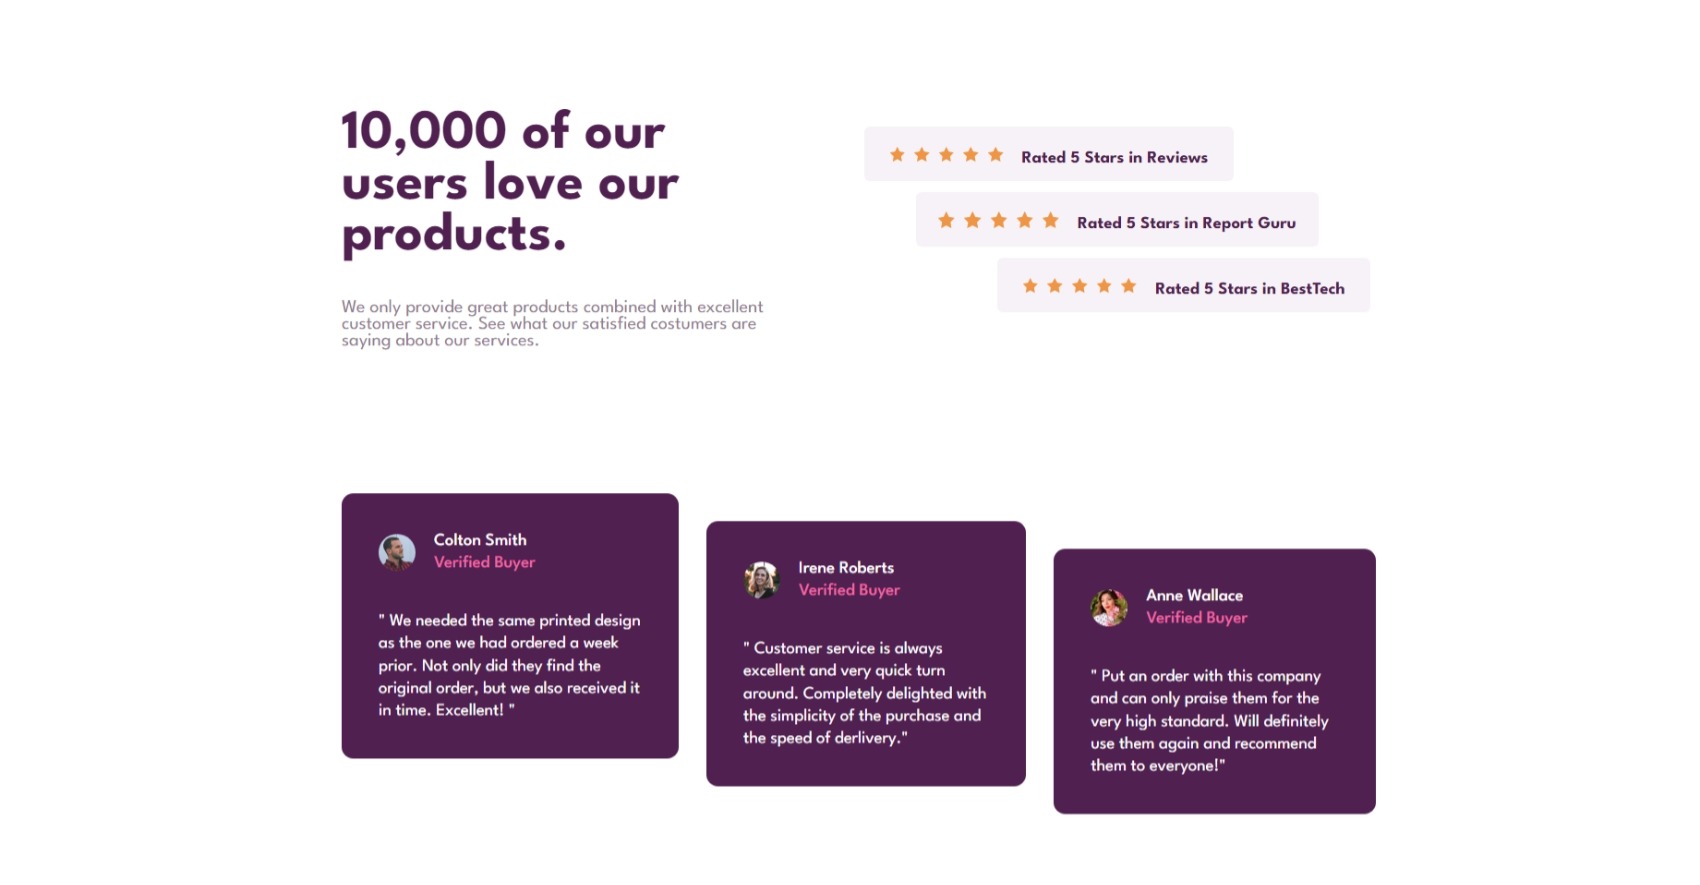 10,000 of our
users love our
products.
We only provide great products combined with excellent
customer service. See what our satisfied costumers are
saying about our services.
Rated 5 Stars in Reviews
Rated 5 Stars in Report Guru
Rated 5 Stars in BestTech
Colton Smith
Verified Buyer
" We needed the same printed design
as the one we had ordered a week
prior. Not only did they find the
original order, but we also received it
in time. Excellent! "
Irene Roberts
Verified Buyer
" Customer service is always
excellent and very quick turn
around. Completely delighted with
the simplicity of the purchase and
the speed of derlivery."
Anne Wallace
Verified Buyer
" Put an order with this company
and can only praise them for the
very high standard. Will definitely
use them again and recommend
them to everyone!"